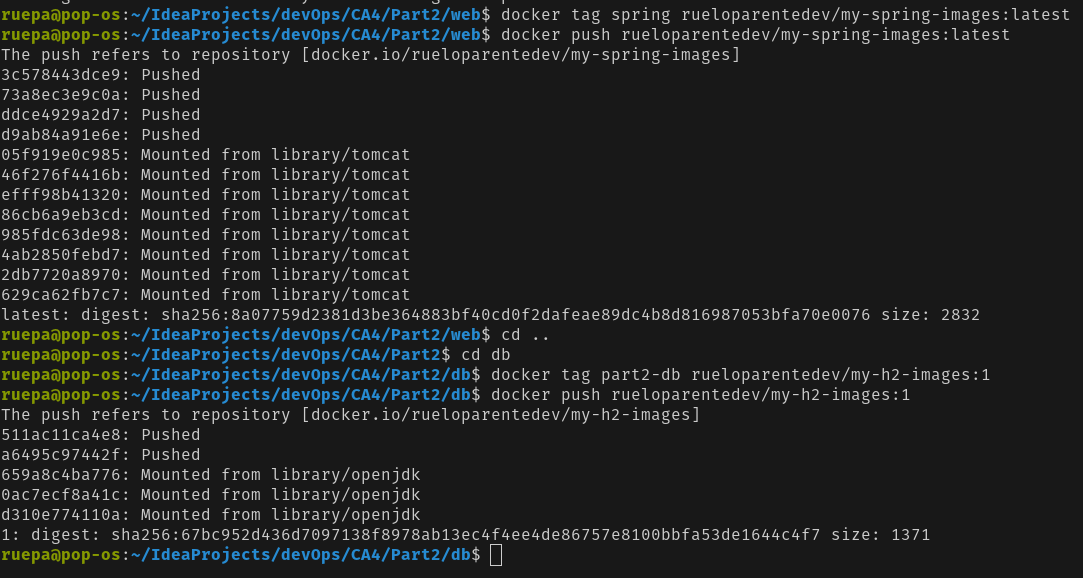 ruepa@pop-os:~/IdeaProjects/devOps/CA4/Part2/web$ docker tag spring rueloparentedev/my-spring-images:latest
ruepa@pop-os:~/IdeaProjects/devOps/CA4/Part2/web$ docker push rueloparentedev/my-spring-images:latest
The push refers to repository [docker.io/rueloparentedev/my-spring-images]
3c578443dce9: Pushed
73a8ec3e9c0a: Pushed
ddce4929a2d7: Pushed
d9ab84a91e6e: Pushed
05f919e0c985: Mounted from library/tomcat
46f276f4416b: Mounted from library/tomcat
efff98b41320: Mounted from library/tomcat
86cb6a9eb3cd: Mounted from library/tomcat
985fdc63de98: Mounted from library/tomcat
4ab2850febd7: Mounted from library/tomcat
2db7720a8970: Mounted from library/tomcat
629ca62fb7c7: Mounted from library/tomcat
latest: digest: sha256:8a07759d2381d3be364883bf40cd0f2dafeae89dc4b8d816987053bfa70e0076 size: 2832
ruepa@pop-os:~/IdeaProjects/devOps/CA4/Part2/web$ cd ..
ruepa@pop-os:~/IdeaProjects/devOps/CA4/Part2$ cd db
ruepa@pop-os:~/IdeaProjects/devOps/CA4/Part2/db$ docker tag part2-db rueloparentedev/my-h2-images:1
ruepa@pop-os:~/IdeaProjects/devOps/CA4/Part2/db$ docker push rueloparentedev/my-h2-images:1
The push refers to repository [docker.io/rueloparentedev/my-h2-images]
511ac11ca4e8: Pushed
a6495c97442f: Pushed
659a8c4ba776: Mounted from library/openjdk
0ac7ecf8a41c: Mounted from library/openjdk
d310e774110a: Mounted from library/openjdk
1: digest: sha256:67bc952d436d7097138f8978ab13ec4f4ee4de86757e8100bbfa53de1644c4f7 size: 1371
ruepa@pop-os:~/IdeaProjects/devOps/CA4/Part2/db$